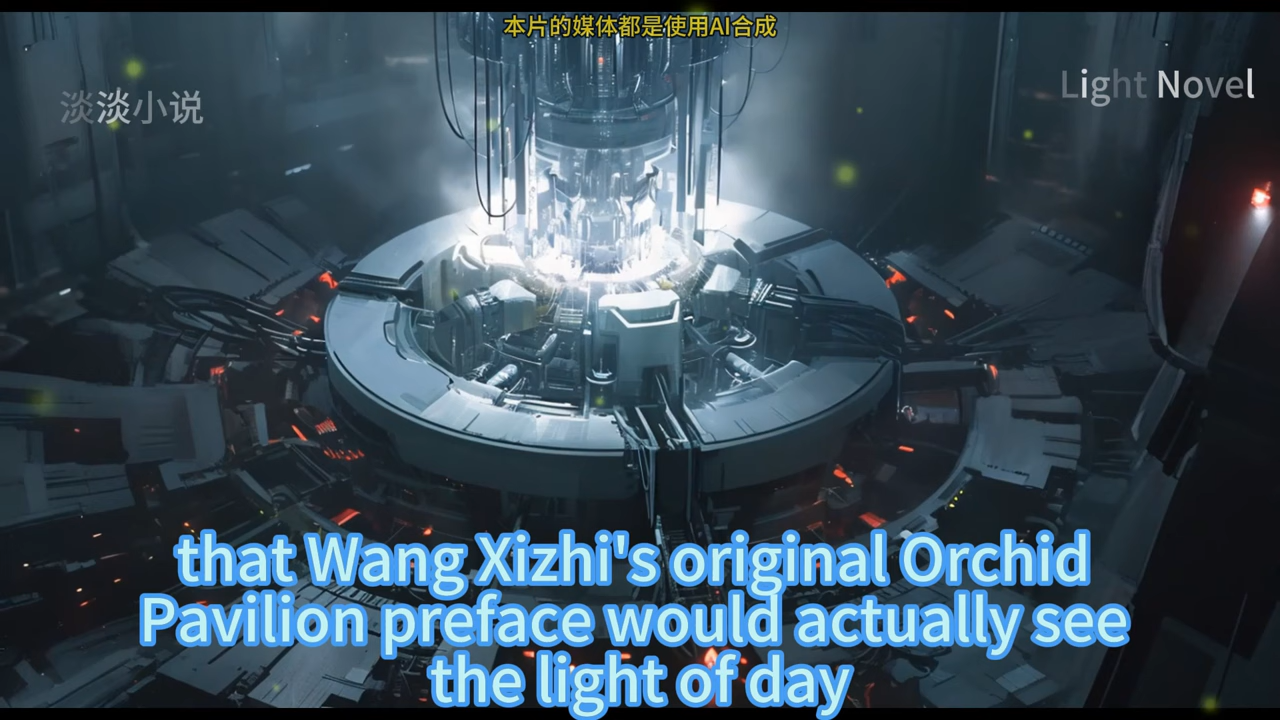 本片的媒体都是使用AI合成
淡淡小说
Light Novel
that Wang Xizhi's original Orchid
Pavilion preface would actually see
the light of day